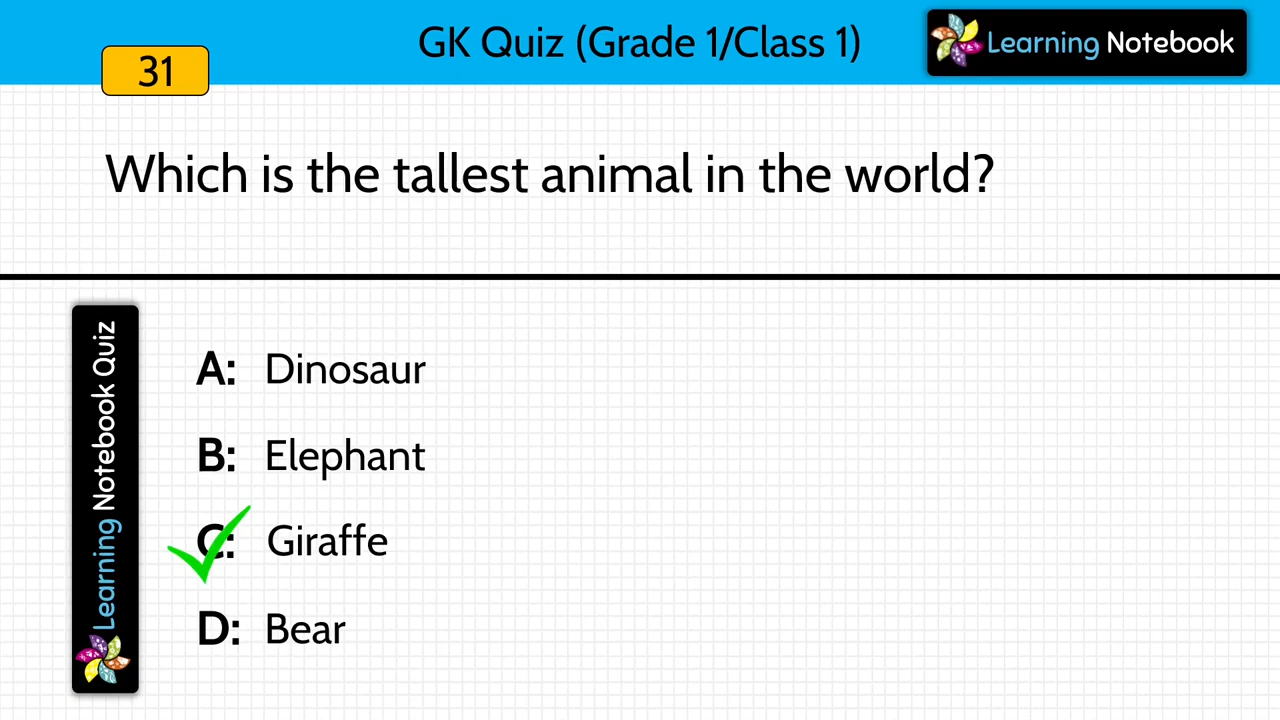 GK Quiz (Grade 1/Class 1)
Learning Notebook
31
Which is the tallest animal in the world?
Learning Notebook Quiz
A: Dinosaur
B: Elephant
C: Giraffe
D: Bear